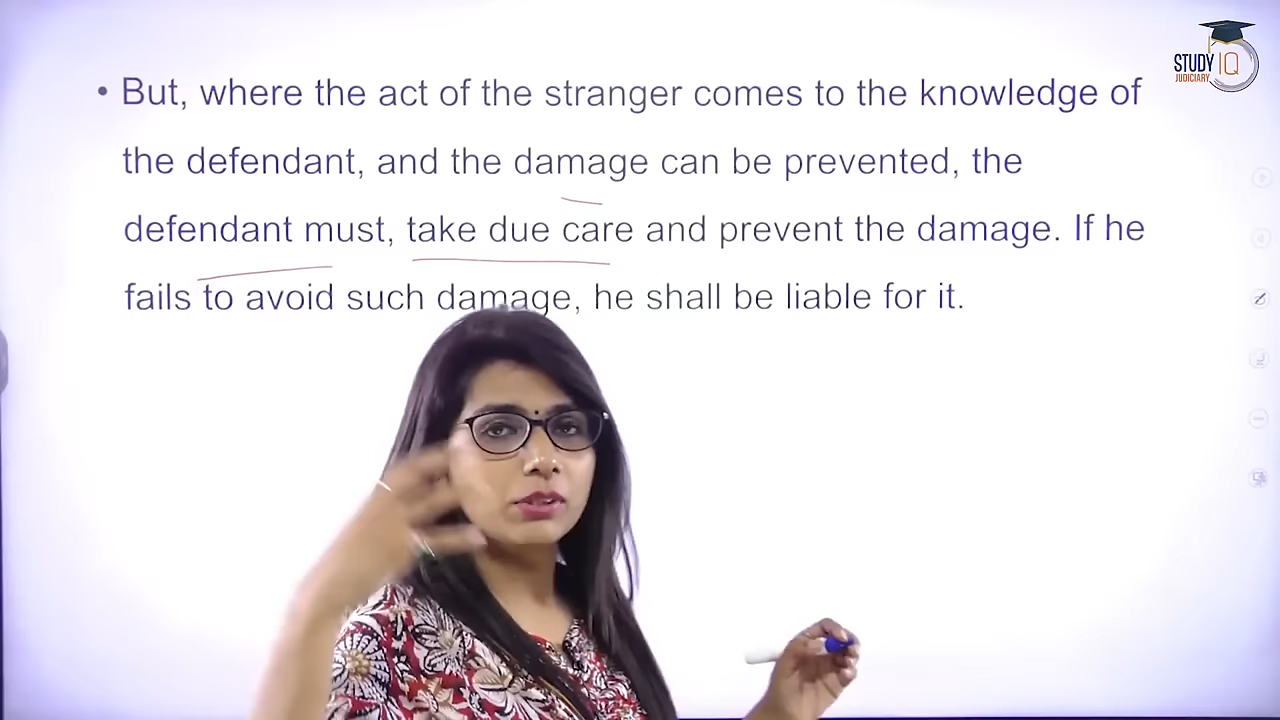 STUDY IQ
JUDICIARY
• But, where the act of the stranger comes to the knowledge of
the defendant, and the damage can be prevented, the
defendant must, take due care and prevent the damage. If he
fails to avoid such damage, he shall be liable for it.